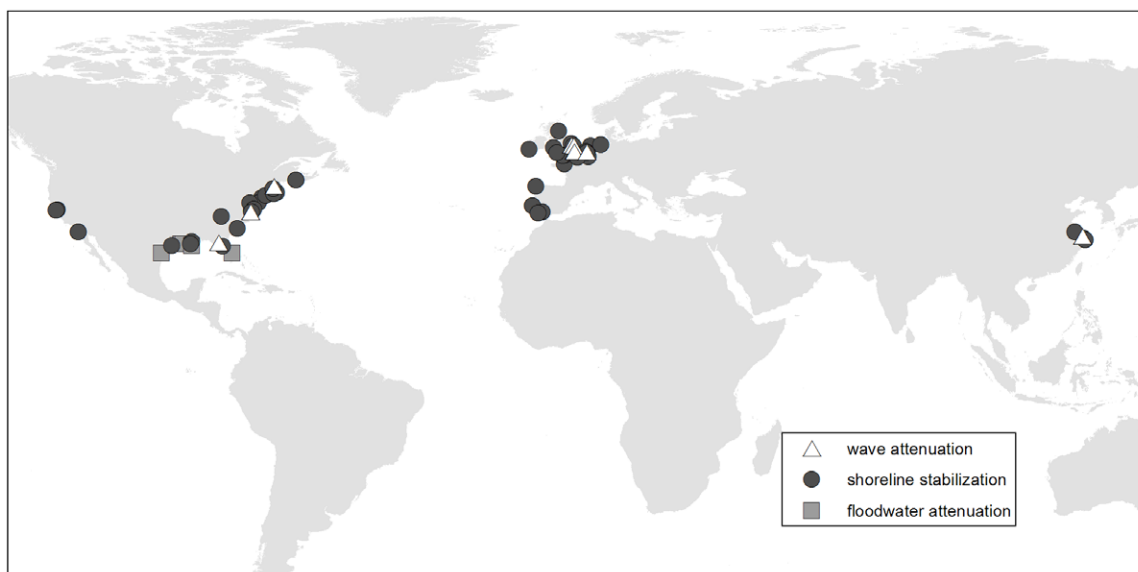 wave attenuation
shoreline stabilization
floodwater attenuation